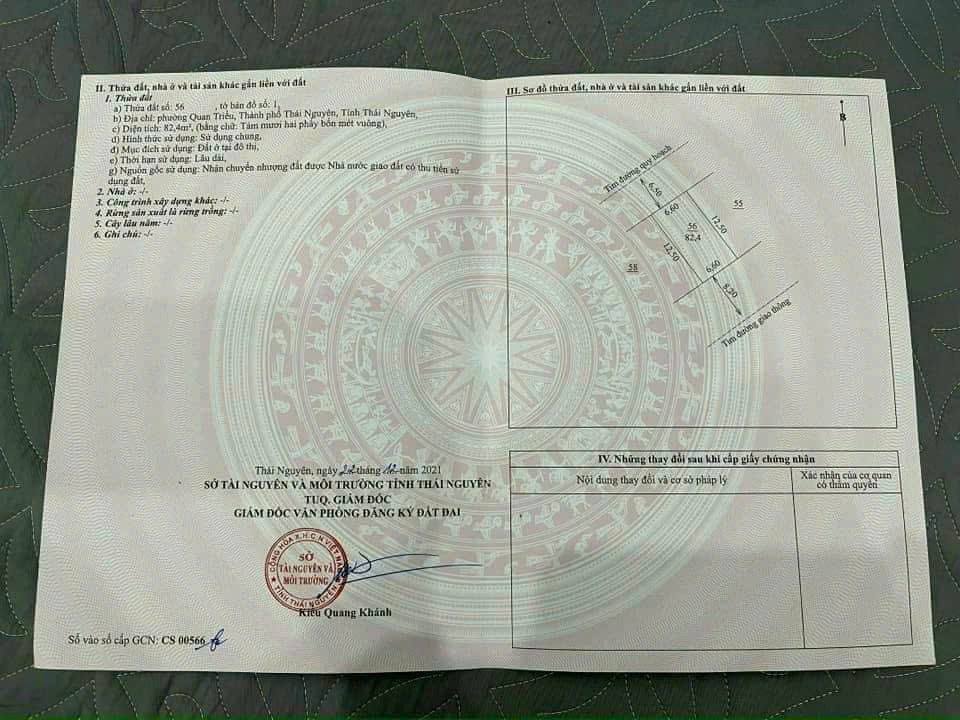 II. Thửa đất, nhà ở và tài sản khác gắn liền với đất
1. Thửa đất
a) Thửa đất số: 56 , tờ bản đồ số: 1,
b) Địa chỉ: phường Quan Triều, Thành phố Thái Nguyên, Tỉnh Thái Nguyên,
c) Diện tích: 82,4m², (bằng chữ: Tám mươi hai phẩy bốn mét vuông),
d) Hình thức sử dụng: Sử dụng chung,
đ) Mục đích sử dụng: Đất ở tại đô thị,
e) Thời hạn sử dụng: Lâu dài,
g) Nguồn gốc sử dụng: Nhận chuyển nhượng đất được Nhà nước giao đất có thu tiền sử
dụng đất,
2. Nhà ở: -/-
3. Công trình xây dựng khác: -/-
4. Rừng sản xuất là rừng trồng: -/-
5. Cây lâu năm: -/-
6. Ghi chú: -/-
Thái Nguyên, ngày 22 tháng 12 năm 2021
SỞ TÀI NGUYÊN VÀ MÔI TRƯỜNG TỈNH THÁI NGUYÊN
TUQ. GIÁM ĐỐC
GIÁM ĐỐC VĂN PHÒNG ĐĂNG KÝ ĐẤT ĐAI
CỘNG HÒA X.H.C.N VIỆT NAM
SỞ
TÀI NGUYÊN VÀ
MÔI TRƯỜNG
TỈNH THÁI NGUYÊN
Kiều Quang Khánh
Số vào sổ cấp GCN: CS 00566
III. Sơ đồ thửa đất, nhà ở và tài sản khác gắn liền với đất
B
Tim đường quy hoạch
6,50
6,60
55
12,50
56
82,4
12,50
58
6,60
8,20
Tim đường giao thông
IV. Những thay đổi sau khi cấp giấy chứng nhận
Nội dung thay đổi và cơ sở pháp lý
Xác nhận của cơ quan
có thẩm quyền